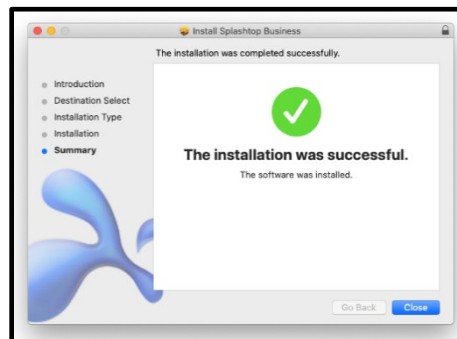 Install Splashtop Business
The installation was completed successfully.
Introduction
Destination Select
Installation Type
Installation
Summary
The installation was successful.
The software was installed.
Go Back
Close